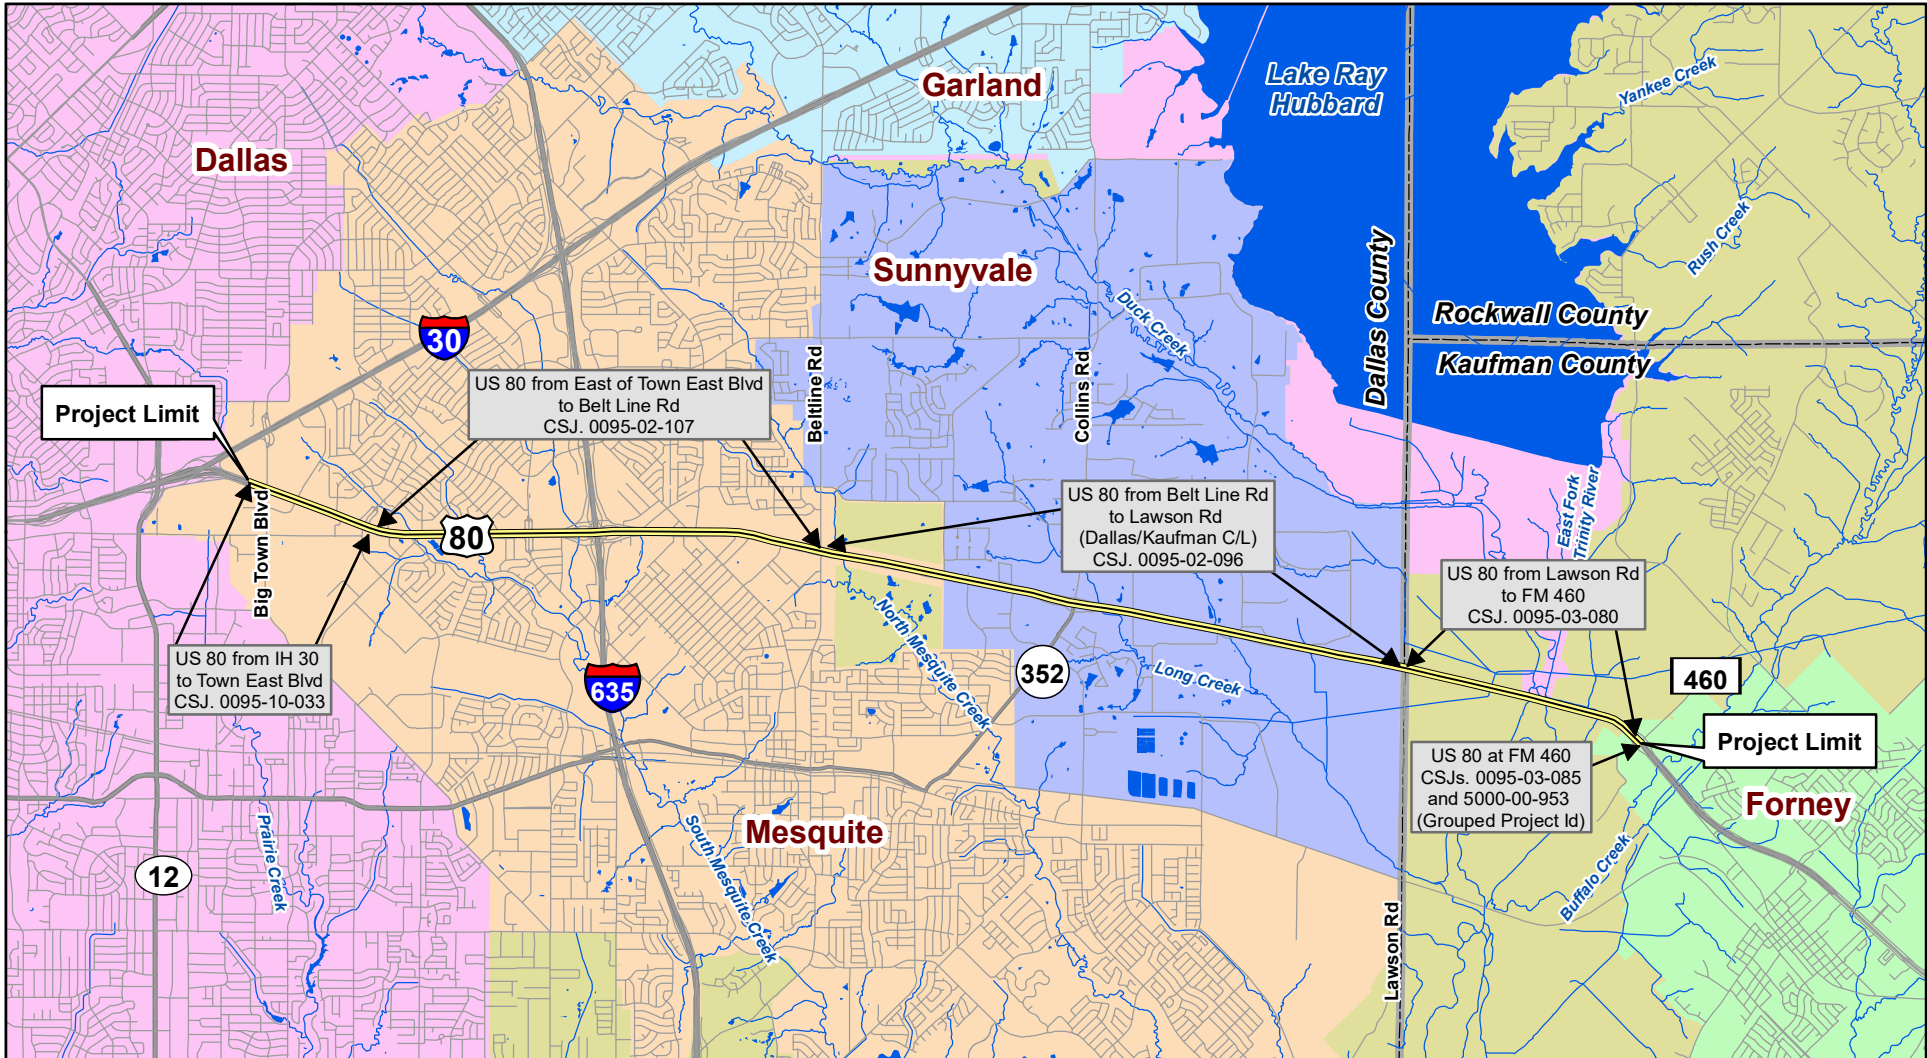 Garland
Lake Ray
Hubbard
Yankee Creek
Dallas
Rush Creek
Sunnyvale
Duck Creek
Dallas County
Rockwall County
Kaufman County
30
Beltline Rd
Collins Rd
Project Limit
US 80 from East of Town East Blvd
to Belt Line Rd
CSJ. 0095-02-107
US 80 from Belt Line Rd
to Lawson Rd
(Dallas/Kaufman C/L)
CSJ. 0095-02-096
East Fork
Trinity River
Big Town Blvd
80
US 80 from Lawson Rd
to FM 460
CSJ. 0095-03-080
US 80 from IH 30
to Town East Blvd
CSJ. 0095-10-033
635
North Mesquite Creek
352
Long Creek
460
Project Limit
US 80 at FM 460
CSJs. 0095-03-085
and 5000-00-953
(Grouped Project Id)
Forney
Mesquite
South Mesquite Creek
Prairie Creek
12
Buffalo Creek
Lawson Rd